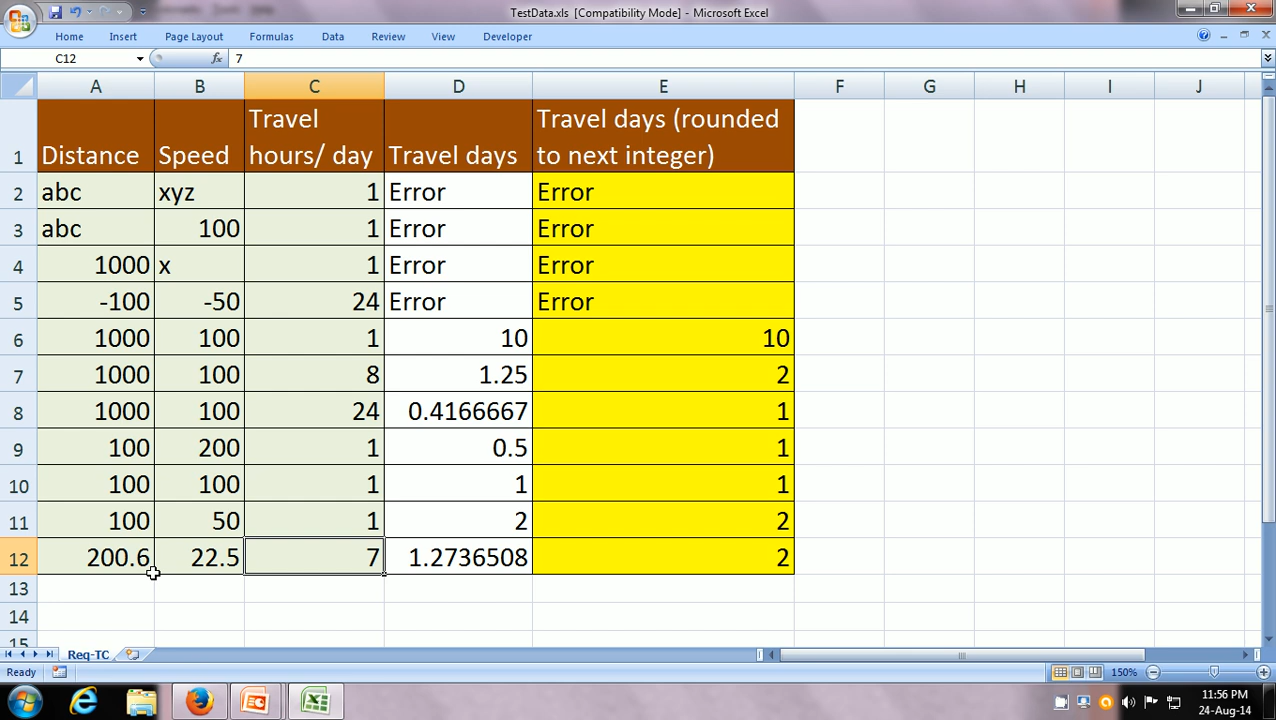 TestData.xls [Compatibility Mode] - Microsoft Excel
Home Insert Page Layout Formulas Data Review View Developer
C12 fx 7
A B C D E F G H I J
1 Distance Speed Travel hours/ day Travel days Travel days (rounded to next integer)
2 abc xyz 1 Error Error
3 abc 100 1 Error Error
4 1000 x 1 Error Error
5 -100 -50 24 Error Error
6 1000 100 1 10 10
7 1000 100 8 1.25 2
8 1000 100 24 0.4166667 1
9 100 200 1 0.5 1
10 100 100 1 1 1
11 100 50 1 2 2
12 200.6 22.5 7 1.2736508 2
13
14
15
Req-TC
Ready 150%
11:56 PM
24-Aug-14